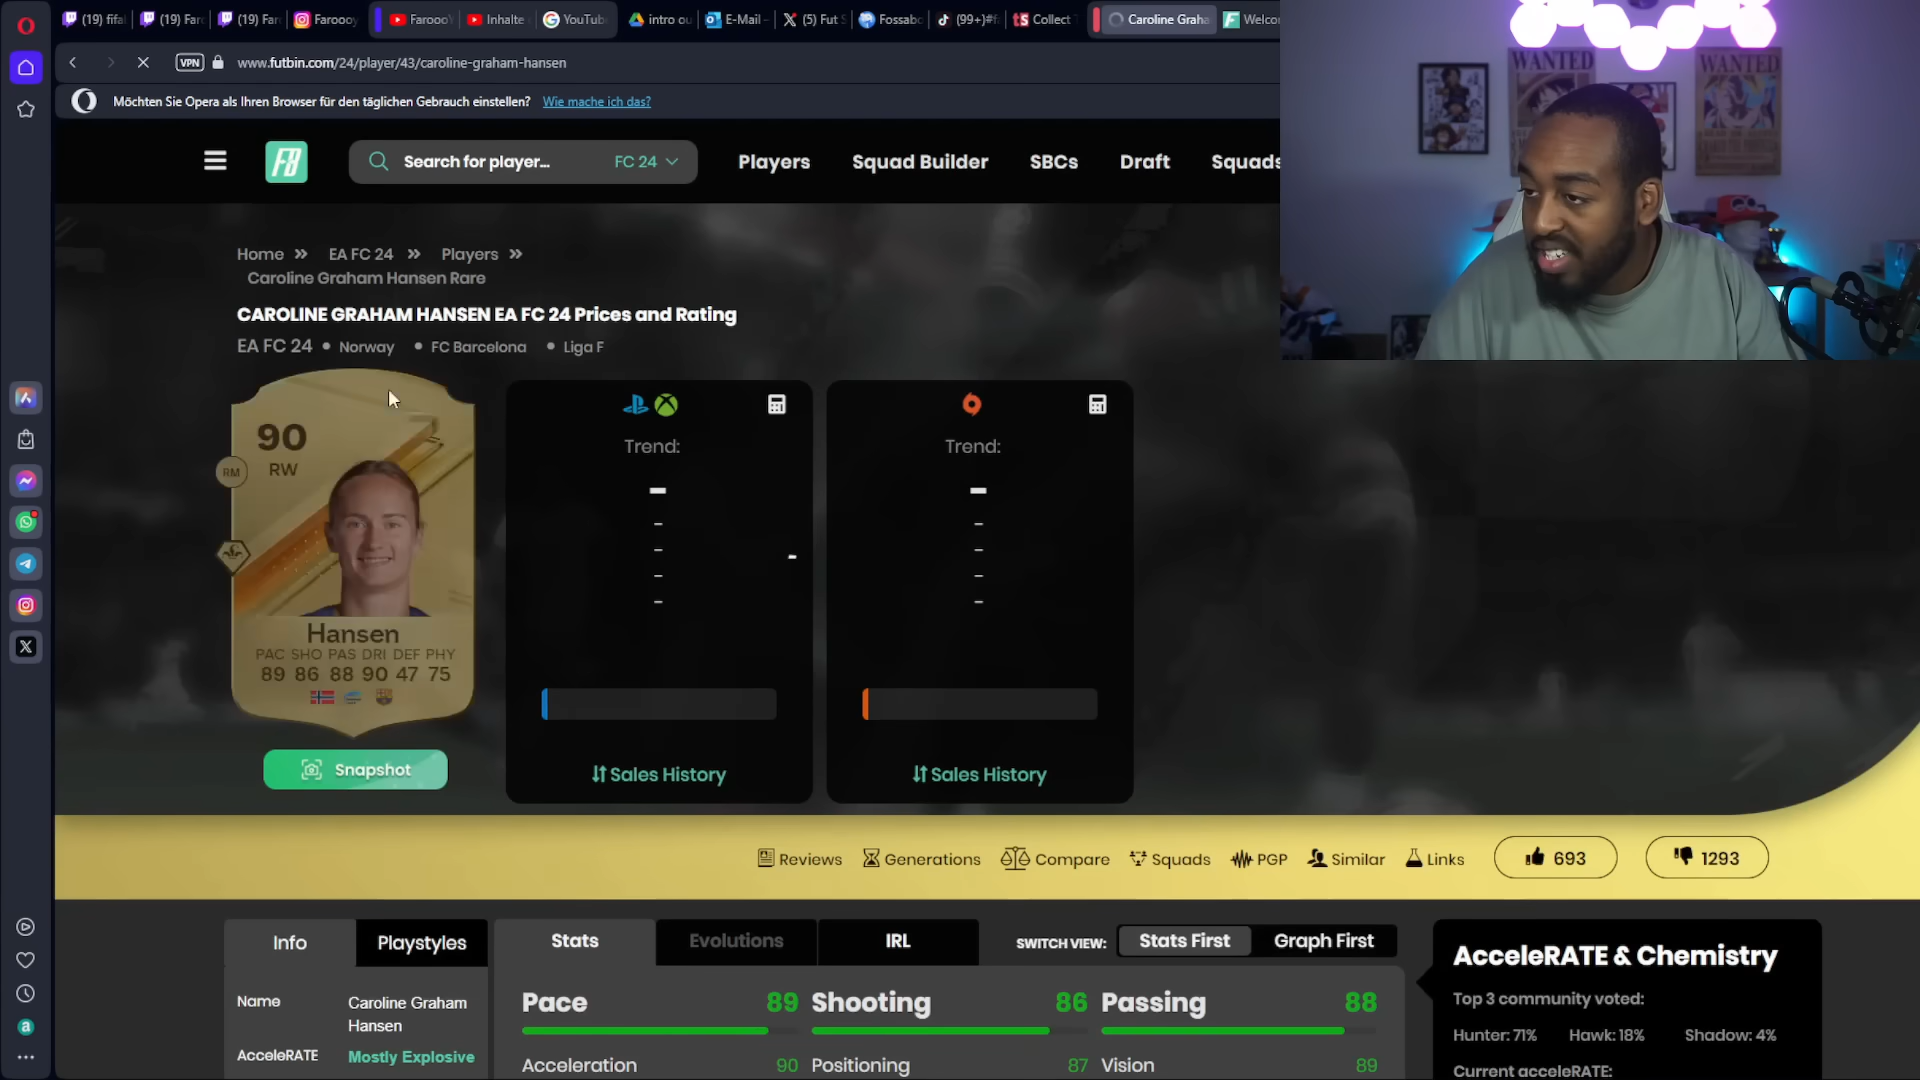 (19) fifal
(19) Far
(19) Far
Farooo
Faroo
Inhalte
YouTub
intro ou
E-Mail -
(5) Fut S
Fossabo
(99+)
Collect
Caroline Grah
Welco
VPN
www.futbin.com/24/player/43/caroline-graham-hansen
Möchten Sie Opera als Ihren Browser für den täglichen Gebrauch einstellen? Wie mache ich das?
Search for player... FC 24
Players
Squad Builder
SBCs
Draft
Squads
WANTED
WANTED
Home » EA FC 24 » Players »
Caroline Graham Hansen Rare
CAROLINE GRAHAM HANSEN EA FC 24 Prices and Rating
EA FC 24 • Norway • FC Barcelona • Liga F
90
RW
RM
Hansen
PAC SHO PAS DRI DEF PHY
89 86 88 90 47 75
Snapshot
Trend:
-
-
-
-
-
-
Sales History
Trend:
-
-
-
-
-
Sales History
Reviews
Generations
Compare
Squads
PGP
Similar
Links
693
1293
Info
Playstyles
Name Caroline Graham
Hansen
AcceleRATE Mostly Explosive
Stats
Evolutions
IRL
SWITCH VIEW: Stats First Graph First
Pace 89
Shooting 86
Passing 88
Acceleration 90
Positioning 87
Vision 89
AcceleRATE & Chemistry
Top 3 community voted:
Hunter: 71% Hawk: 18% Shadow: 4%
Current acceleRATE: